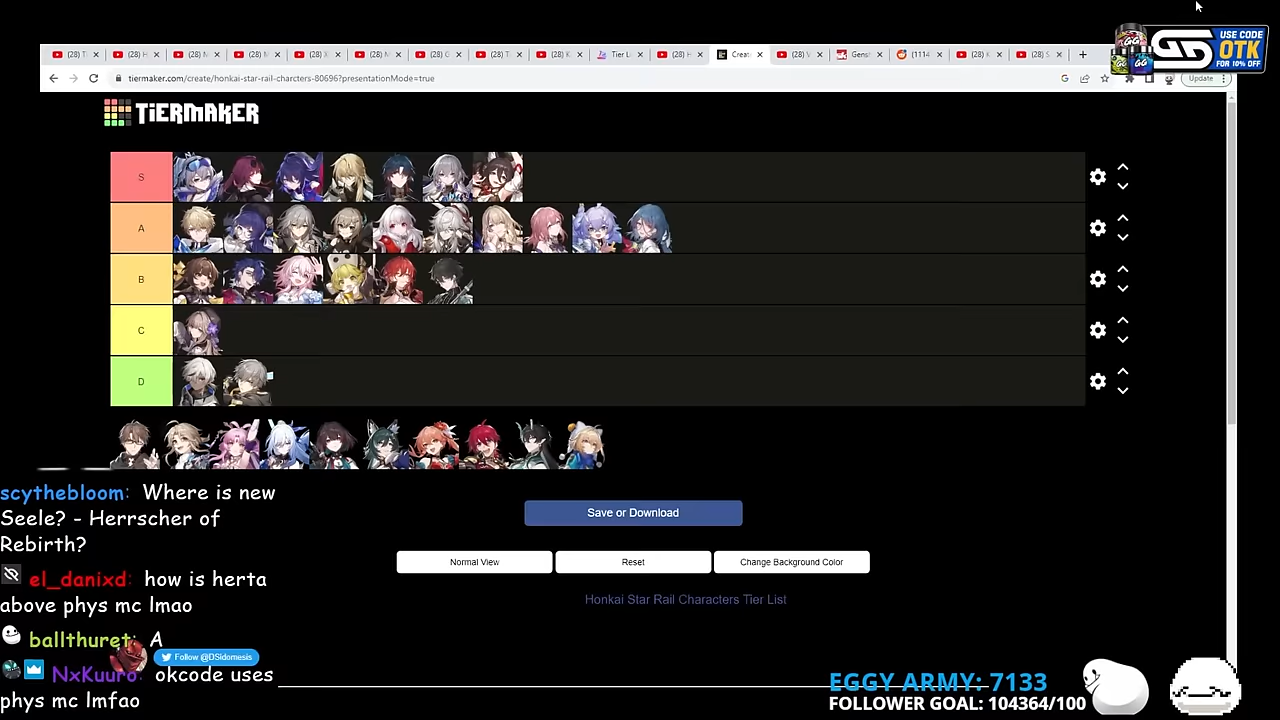 USE CODE
OTK
FOR 10% OFF
tiermaker.com/create/honkai-star-rail-charcters-806967?presentationMode=true
Update
TiERMAKER
S
A
B
C
D
scythebloom: Where is new
Seele? - Herrscher of
Rebirth?
el_danixd: how is herta
above phys mc lmao
ballthuret: A
Follow @DSidomesis
NxKuuro: okcode uses
phys mc lmfao
Save or Download
Normal View
Reset
Change Background Color
Honkai Star Rail Characters Tier List
EGGY ARMY: 7133
FOLLOWER GOAL: 104364/100